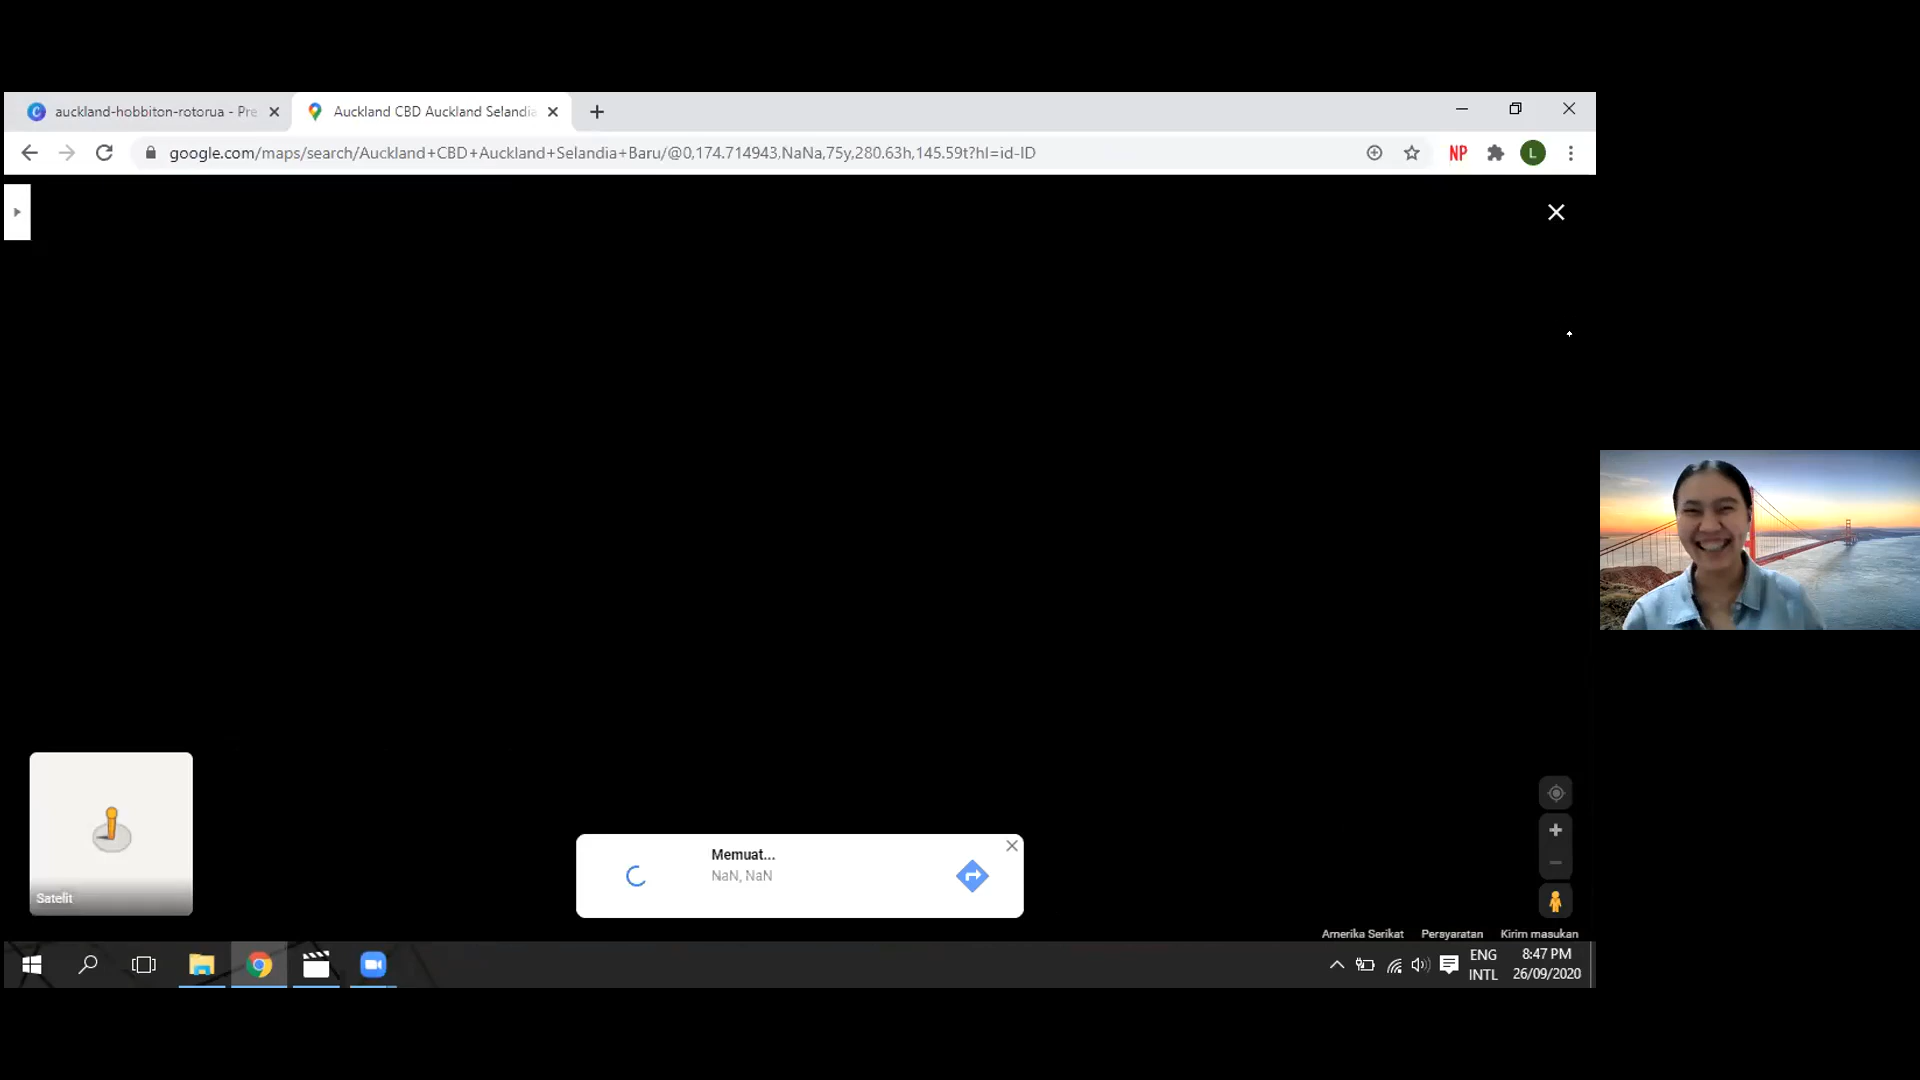 auckland-hobbiton-rotorua - Pre
Auckland CBD Auckland Selandia
google.com/maps/search/Auckland+CBD+Auckland+Selandia+Baru/@0,174.714943,NaNa,75y,280.63h,145.59t?hl=id-ID
NP
L
Memuat...
NaN, NaN
Satelit
Amerika Serikat Persyaratan Kirim masukan
ENG
INTL
8:47 PM
26/09/2020